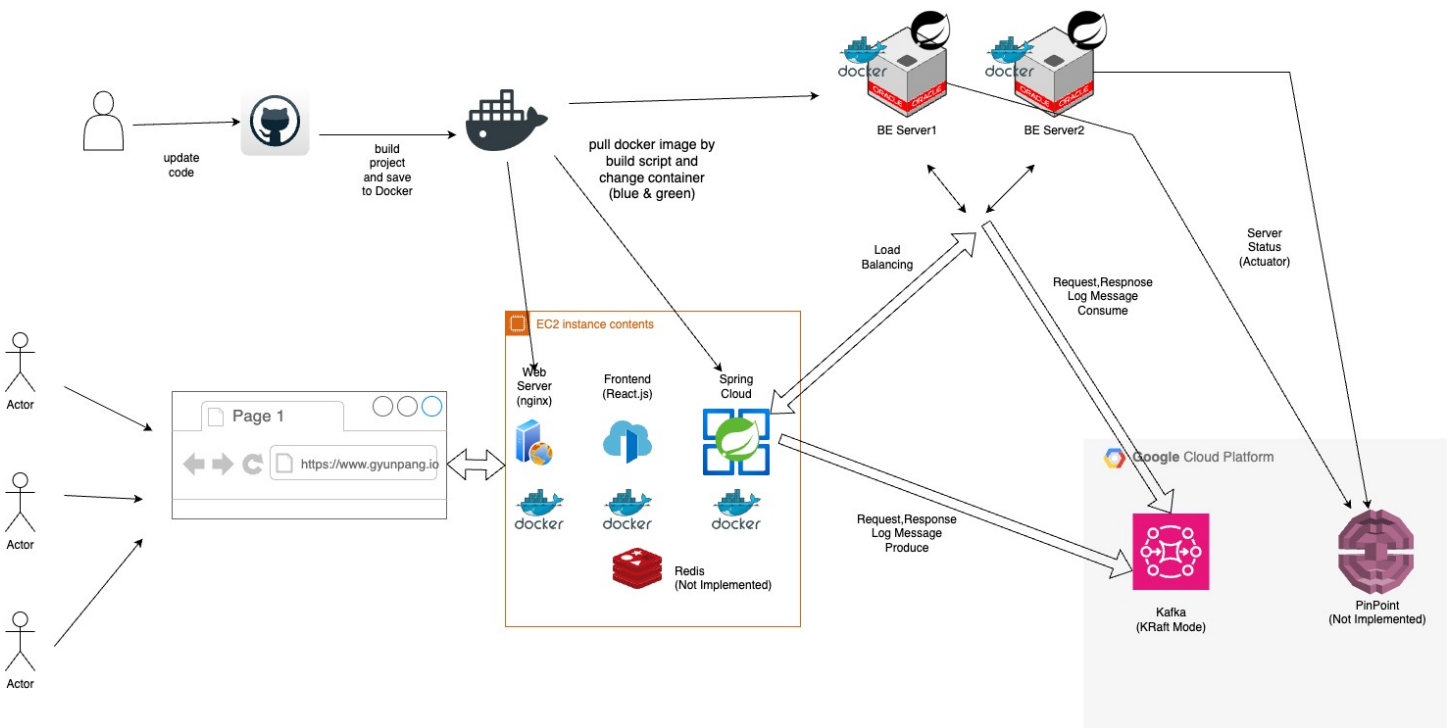 docker
docker
ORACLE ORACLE
ORACLE ORACLE
BE Server1
BE Server2
update
code
build
project
and save
to Docker
pull docker image by
build script and
change container
(blue & green)
Load
Balancing
Server
Status
(Actuator)
Request,Respnose
Log Message
Consume
EC2 instance contents
Web
Server
(nginx)
Frontend
(React.js)
Spring
Cloud
Actor
Page 1
https://www.gyunpang.io
Google Cloud Platform
docker
docker
docker
Request,Response
Log Message
Produce
Actor
Redis
(Not Implemented)
Kafka
(KRaft Mode)
PinPoint
(Not Implemented)
Actor